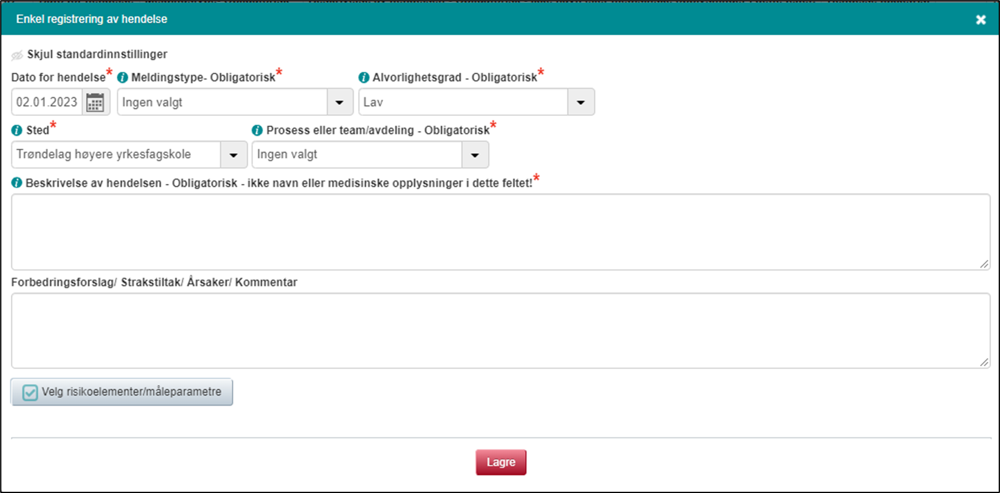 Enkel registrering av hendelse
Skjul standardinnstillinger
Dato for hendelse* Meldingstype- Obligatorisk* Alvorlighetsgrad - Obligatorisk*
02.01.2023 Ingen valgt Lav
Sted* Prosess eller team/avdeling - Obligatorisk*
Trøndelag høyere yrkesfagskole Ingen valgt
Beskrivelse av hendelsen - Obligatorisk - ikke navn eller medisinske opplysninger i dette feltet!*
Forbedringsforslag/ Strakstiltak/ Årsaker/ Kommentar
Velg risikoelementer/måleparametre
Lagre